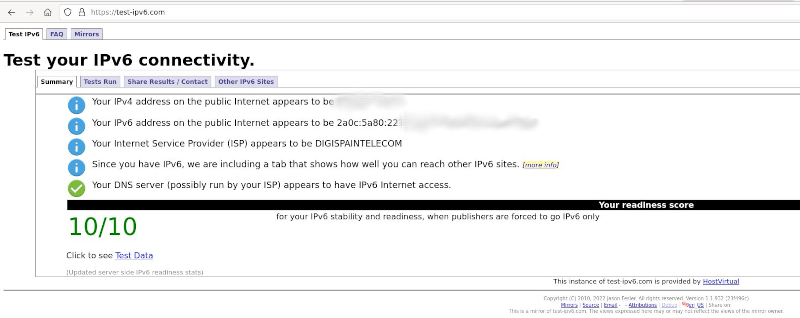 https://test-ipv6.com
Test IPv6 FAQ Mirrors
Test your IPv6 connectivity.
Summary Tests Run Share Results / Contact Other IPv6 Sites
Your IPv4 address on the public Internet appears to be
Your IPv6 address on the public Internet appears to be 2a0c:5a80:22
Your Internet Service Provider (ISP) appears to be DIGISPAINTELECOM
Since you have IPv6, we are including a tab that shows how well you can reach other IPv6 sites. [more info]
Your DNS server (possibly run by your ISP) appears to have IPv6 Internet access.
Your readiness score
10/10 for your IPv6 stability and readiness, when publishers are forced to go IPv6 only
Click to see Test Data
(Updated server side IPv6 readiness stats)
This instance of test-ipv6.com is provided by HostVirtual
Copyright (C) 2010, 2022 Jason Fesler. All rights reserved. Version 1.1.932
Mirrors | Source | Email - Attributions | en_US | Share on
This is a mirror of test-ipv6.com. The views expressed here may or may not reflect the views of the mirror owner.